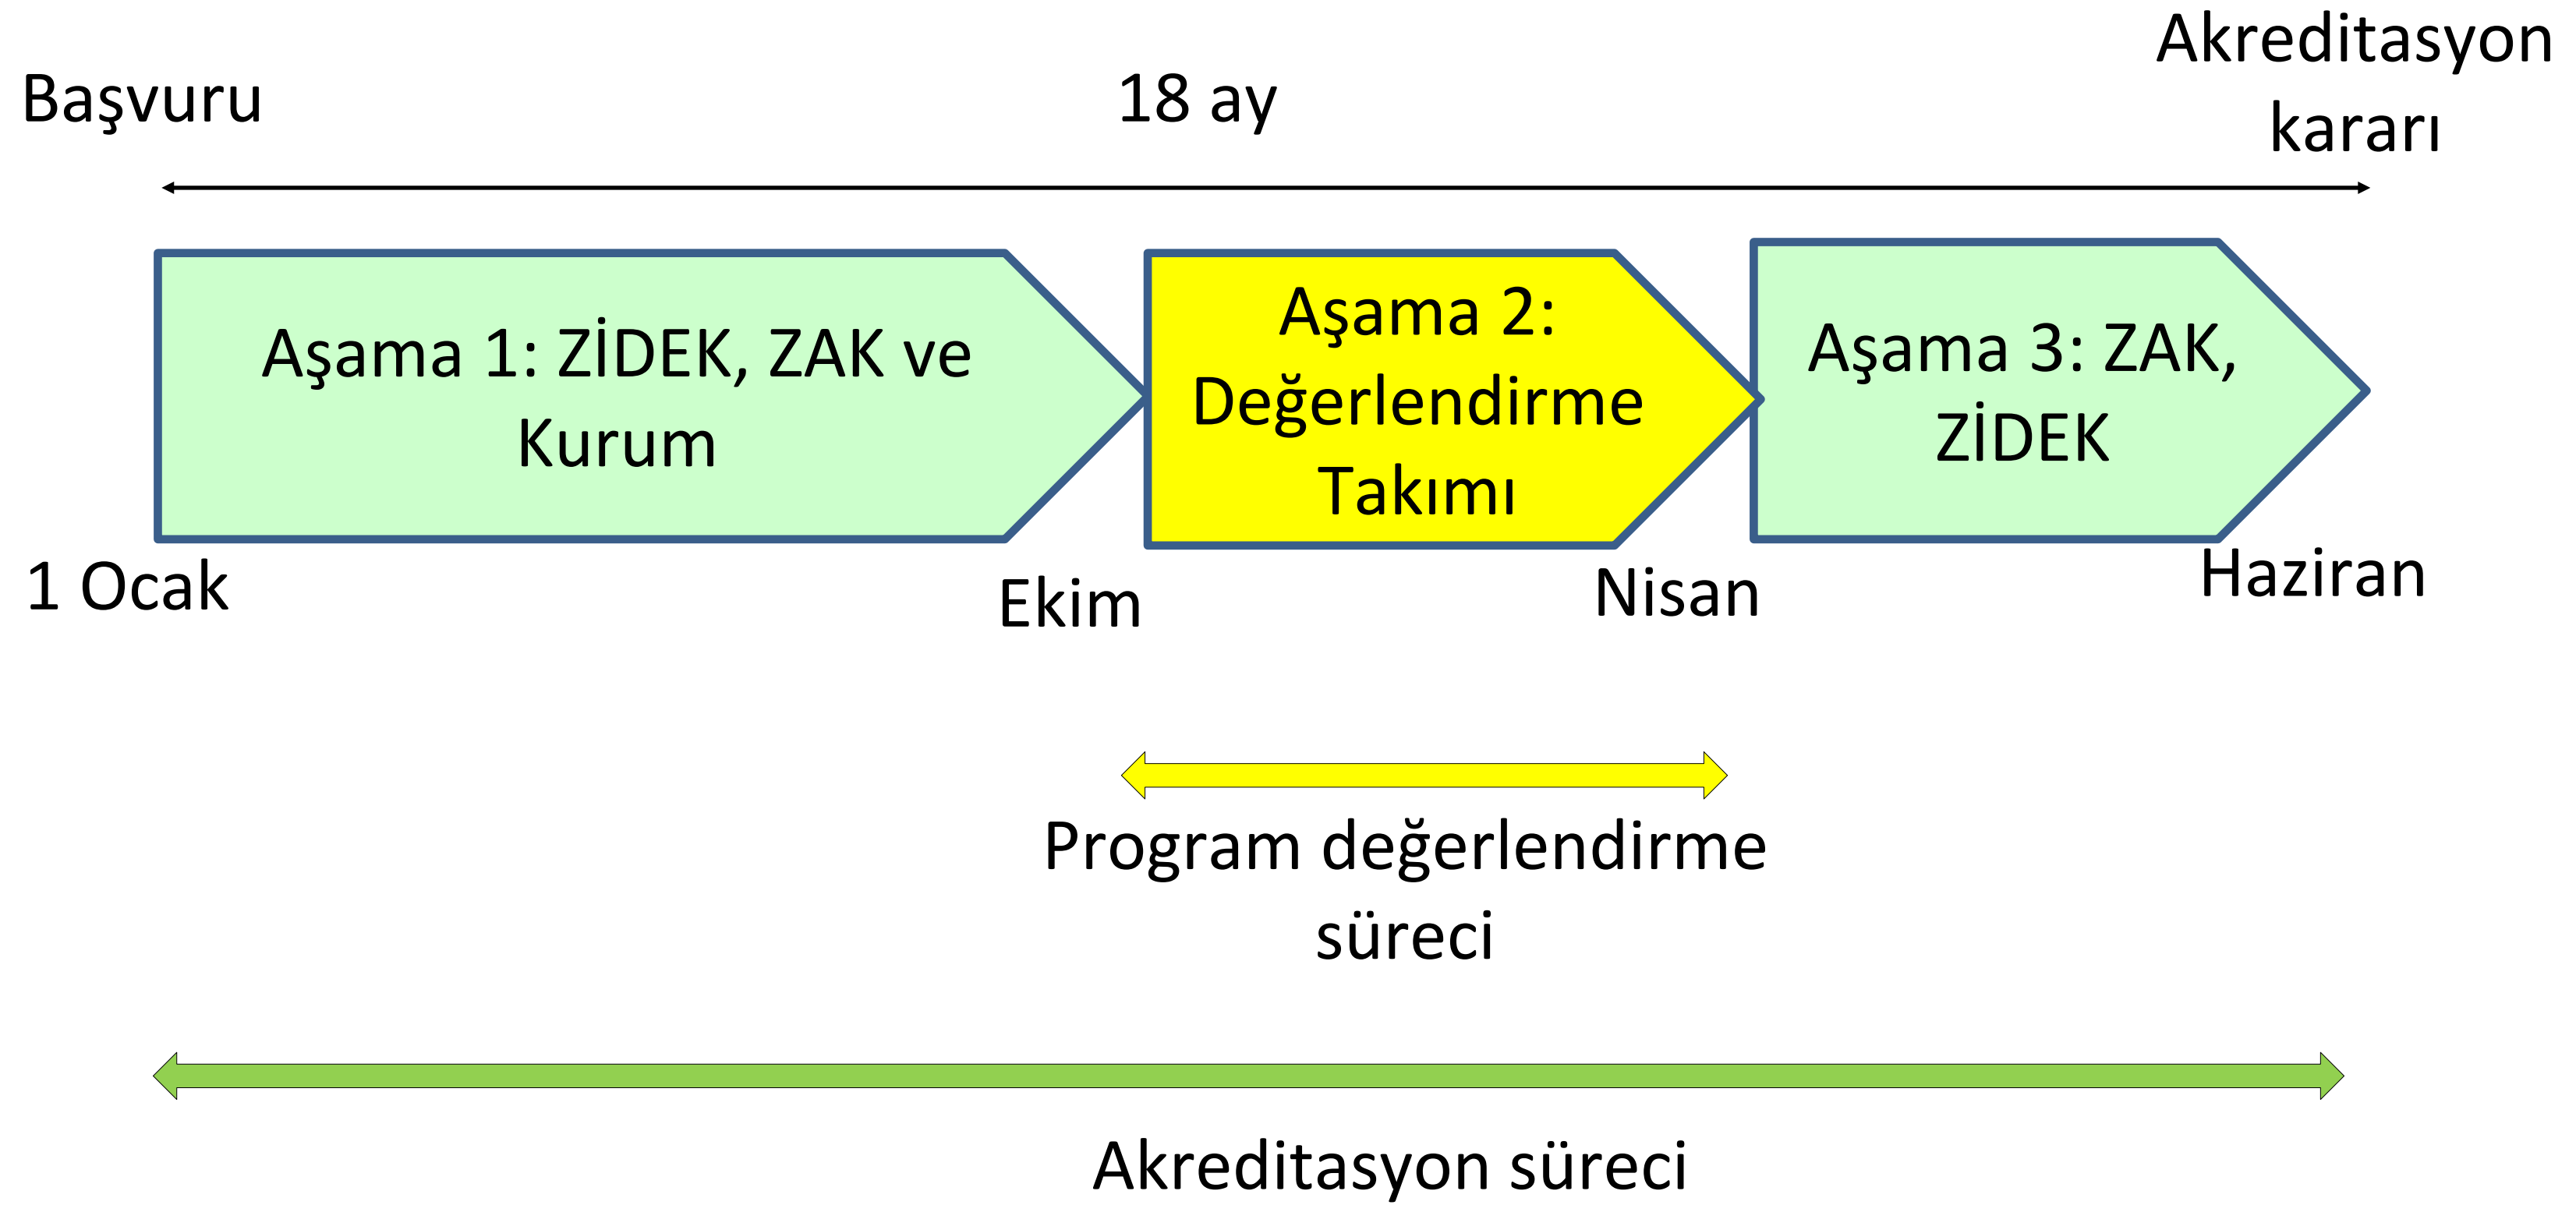 Başvuru
18 ay
Akreditasyon
kararı
Aşama 1: ZİDEK, ZAK ve
Kurum
Aşama 2:
Değerlendirme
Takımı
Aşama 3: ZAK,
ZİDEK
1 Ocak
Ekim
Nisan
Haziran
Program değerlendirme
süreci
Akreditasyon süreci